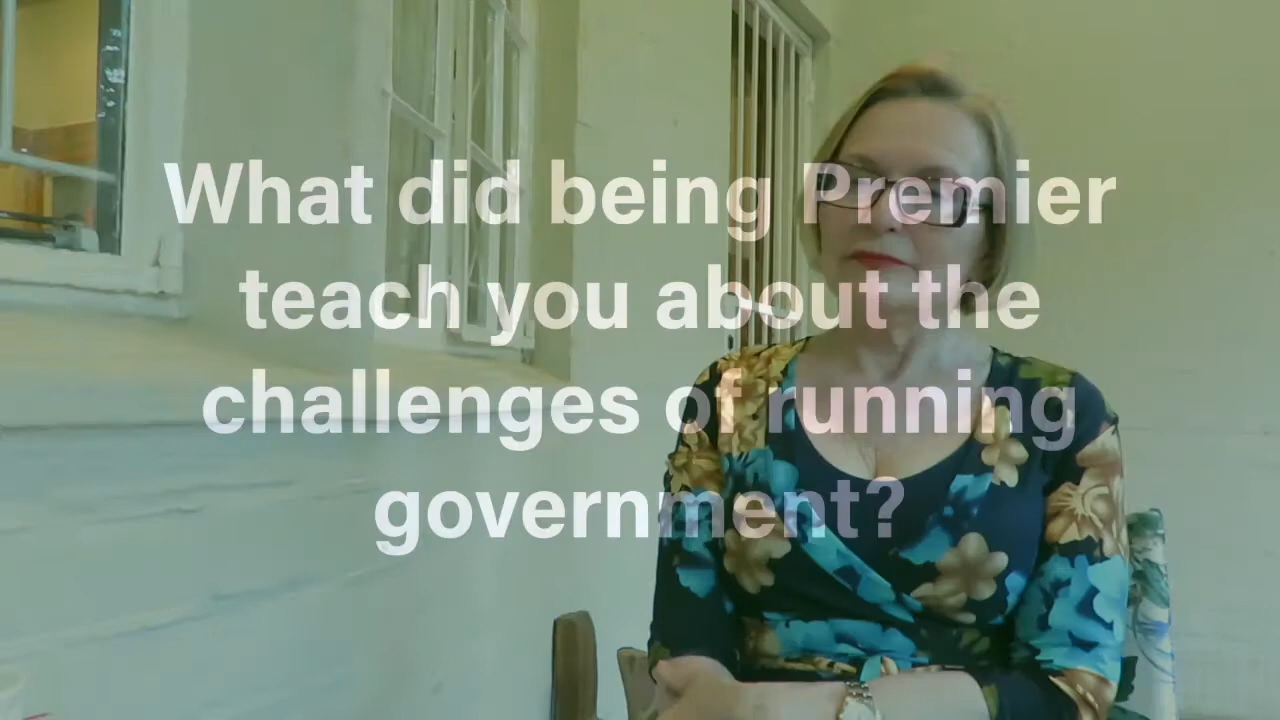 What did being Premier
teach you about the
challenges of running
government?